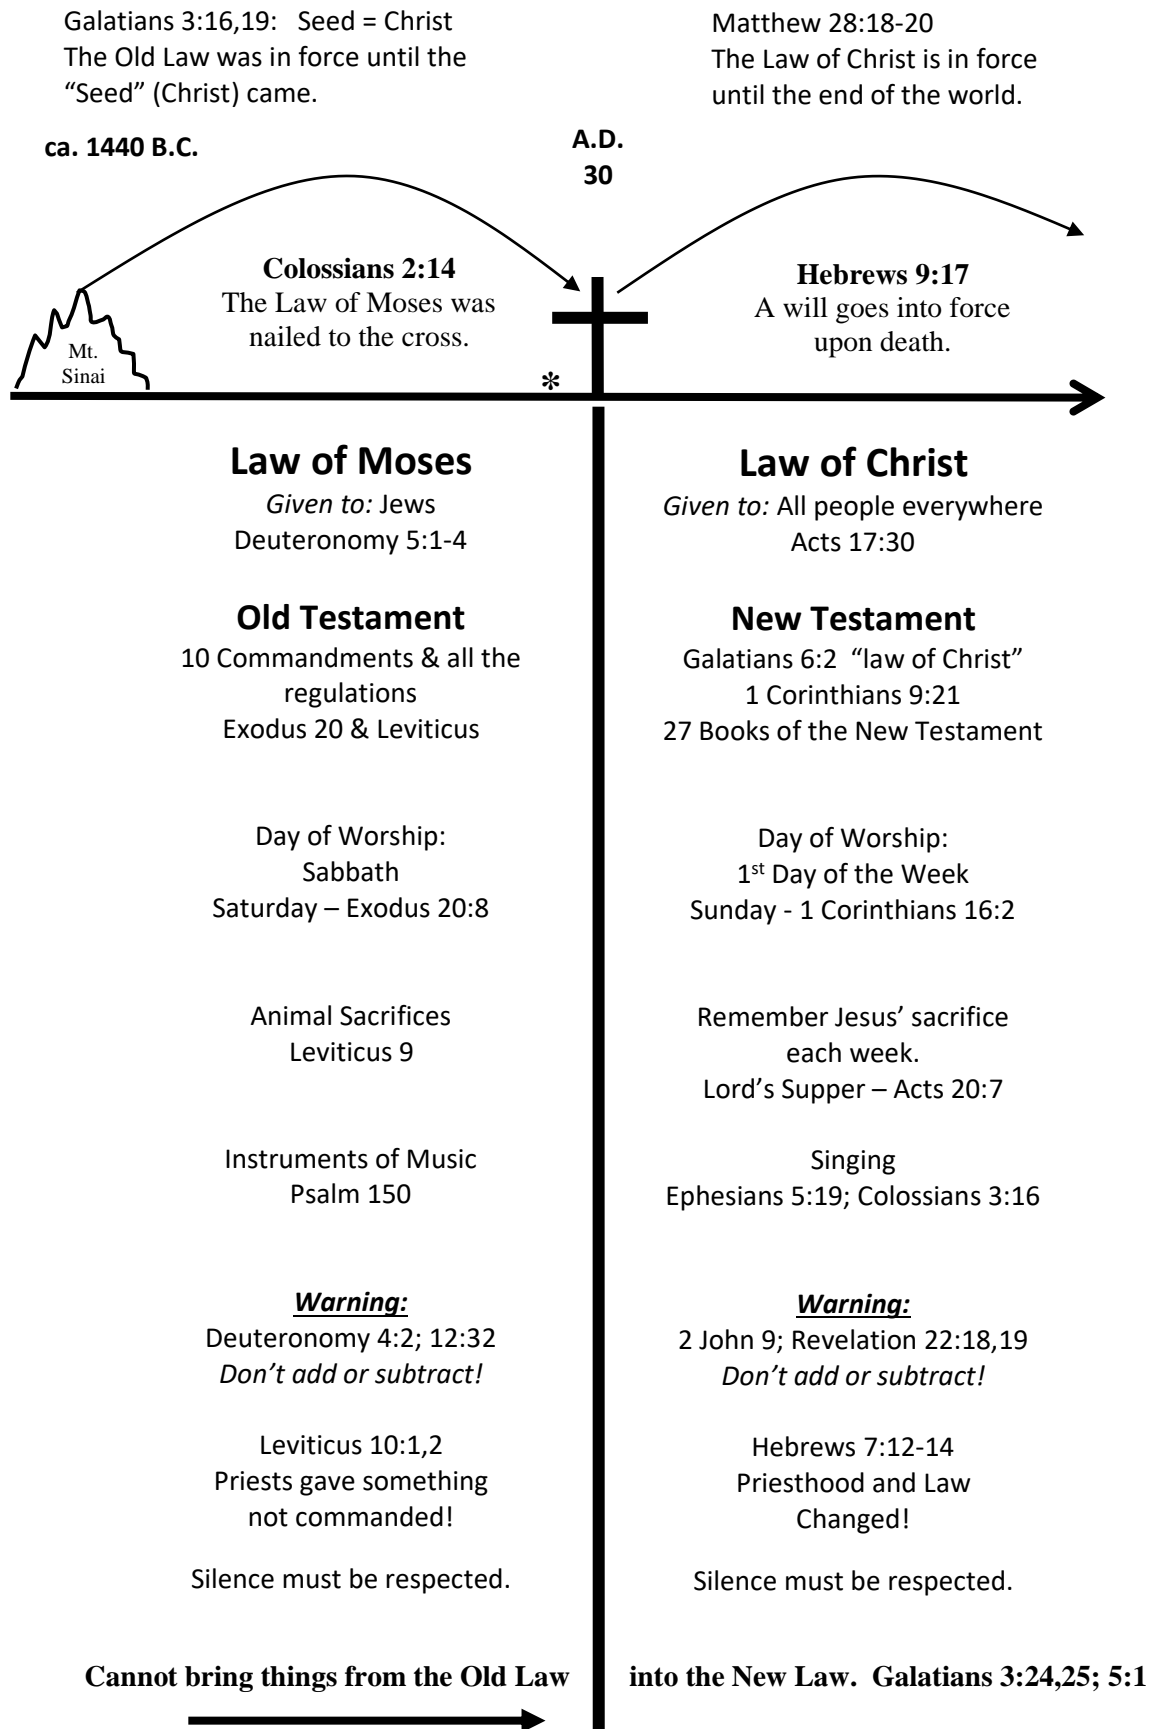 Galatians 3:16,19:   Seed = Christ
The Old Law was in force until the
“Seed” (Christ) came.
Matthew 28:18-20
The Law of Christ is in force
until the end of the world.
ca. 1440 B.C.
A.D.
30
Colossians 2:14
The Law of Moses was
nailed to the cross.
Hebrews 9:17
A will goes into force
upon death.
Mt.
Sinai
*
Law of Moses
Given to: Jews
Deuteronomy 5:1-4
Old Testament
10 Commandments & all the
regulations
Exodus 20 & Leviticus
Day of Worship:
Sabbath
Saturday – Exodus 20:8
Animal Sacrifices
Leviticus 9
Instruments of Music
Psalm 150
Warning:
Deuteronomy 4:2; 12:32
Don’t add or subtract!
Leviticus 10:1,2
Priests gave something
not commanded!
Silence must be respected.
Law of Christ
Given to: All people everywhere
Acts 17:30
New Testament
Galatians 6:2  “law of Christ”
1 Corinthians 9:21
27 Books of the New Testament
Day of Worship:
1st Day of the Week
Sunday - 1 Corinthians 16:2
Remember Jesus’ sacrifice
each week.
Lord’s Supper – Acts 20:7
Singing
Ephesians 5:19; Colossians 3:16
Warning:
2 John 9; Revelation 22:18,19
Don’t add or subtract!
Hebrews 7:12-14
Priesthood and Law
Changed!
Silence must be respected.
Cannot bring things from the Old Law into the New Law.  Galatians 3:24,25; 5:1